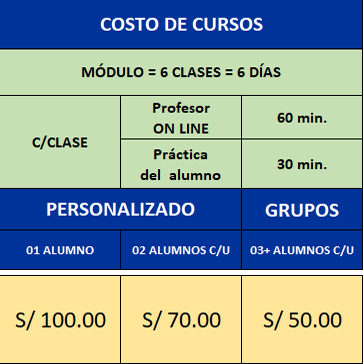 COSTO DE CURSOS
MÓDULO = 6 CLASES = 6 DÍAS
C/CLASE
Profesor
ON LINE
60 min.
Práctica
del alumno
30 min.
PERSONALIZADO
GRUPOS
01 ALUMNO
02 ALUMNOS C/U
03+ ALUMNOS C/U
S/ 100.00
S/ 70.00
S/ 50.00